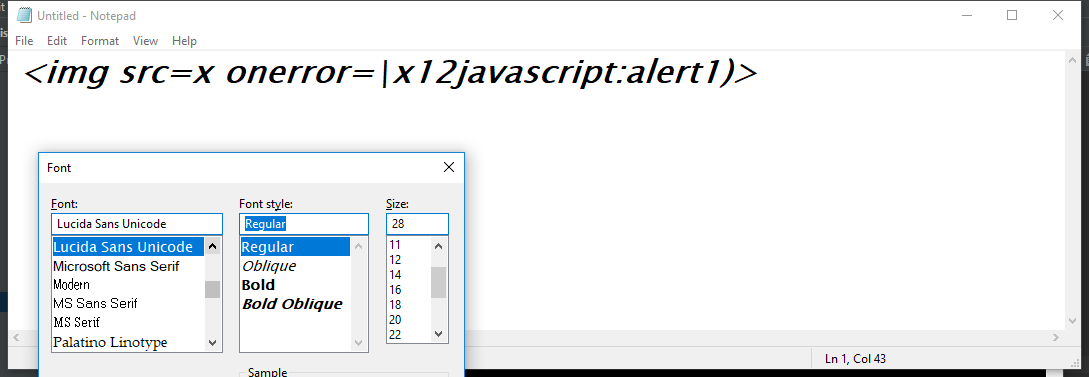 Untitled - Notepad
File Edit Format View Help
<img src=x onerror=|x12javascript:alert1)>
Font
Font: Font style: Size:
Lucida Sans Unicode Regular 28
Lucida Sans Unicode Regular 11
Microsoft Sans Serif Oblique 12
Modern Bold 14
MS Sans Serif Bold Oblique 16
MS Serif 18
Palatino Linotype 20
22
Sample
Ln 1, Col 43